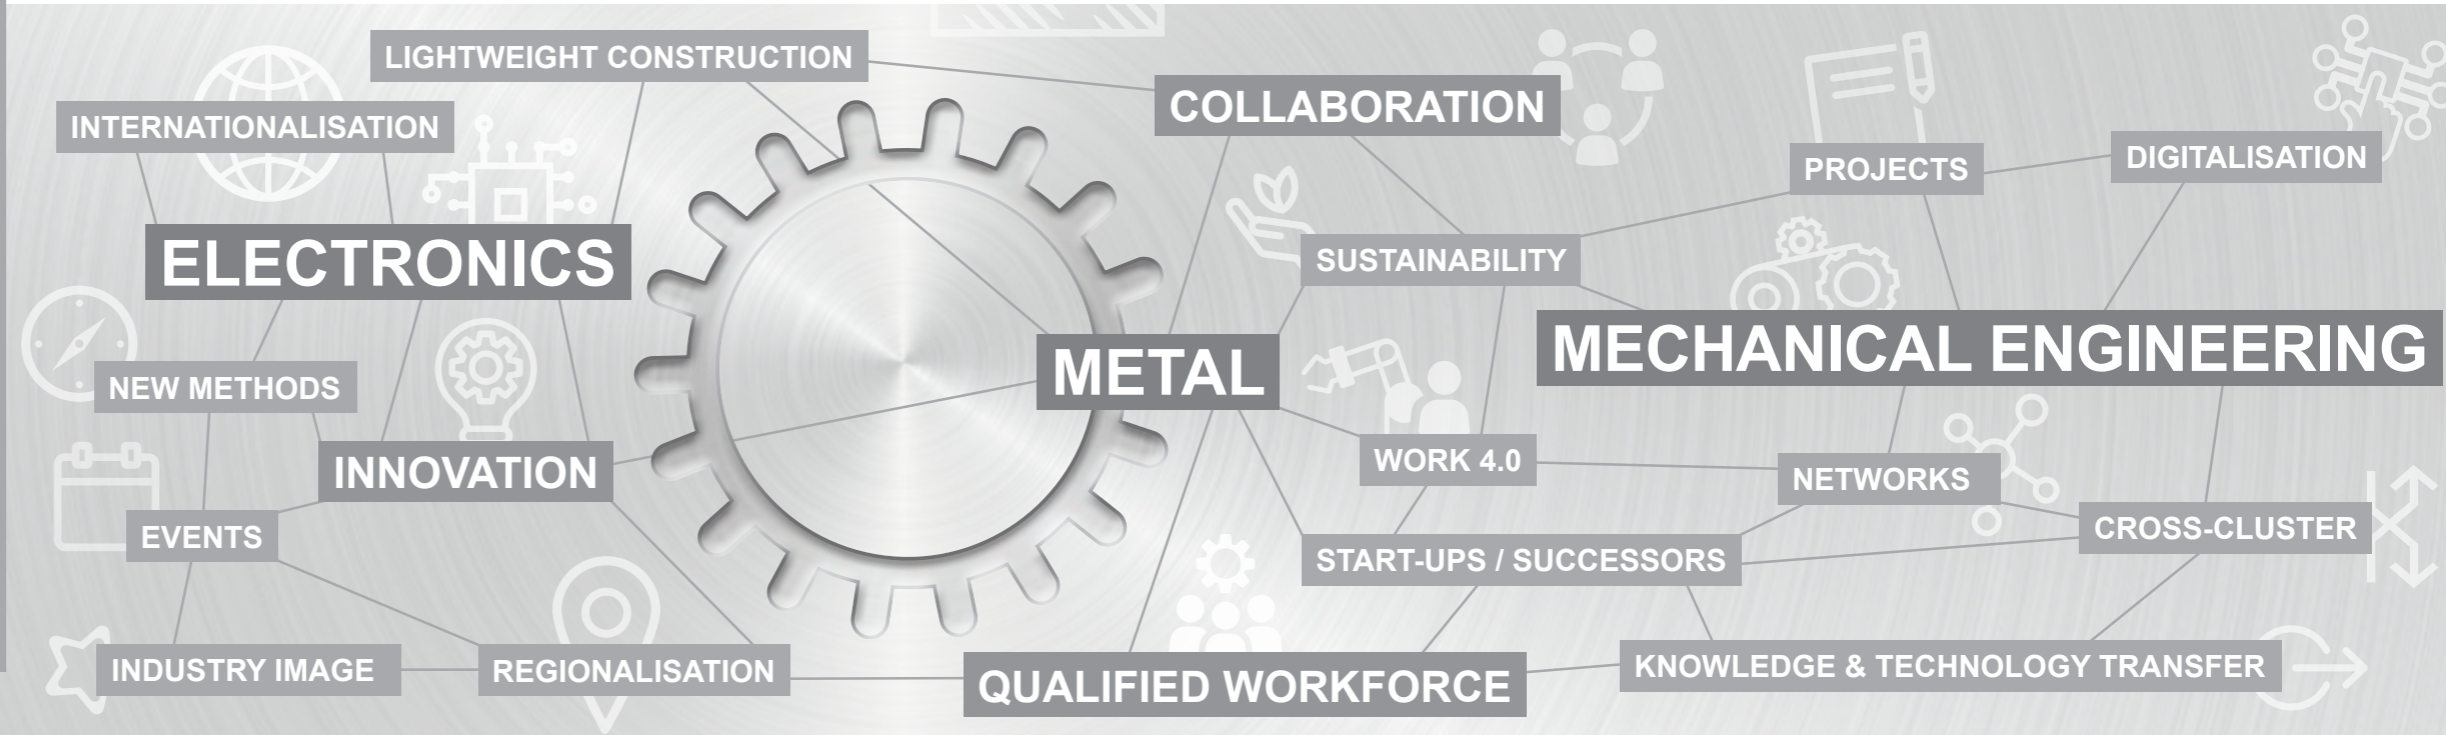 LIGHTWEIGHT CONSTRUCTION
COLLABORATION
INTERNATIONALISATION
PROJECTS
DIGITALISATION
ELECTRONICS
SUSTAINABILITY
MECHANICAL ENGINEERING
METAL
NEW METHODS
INNOVATION
WORK 4.0
NETWORKS
EVENTS
CROSS-CLUSTER
START-UPS / SUCCESSORS
INDUSTRY IMAGE
REGIONALISATION
QUALIFIED WORKFORCE
KNOWLEDGE & TECHNOLOGY TRANSFER